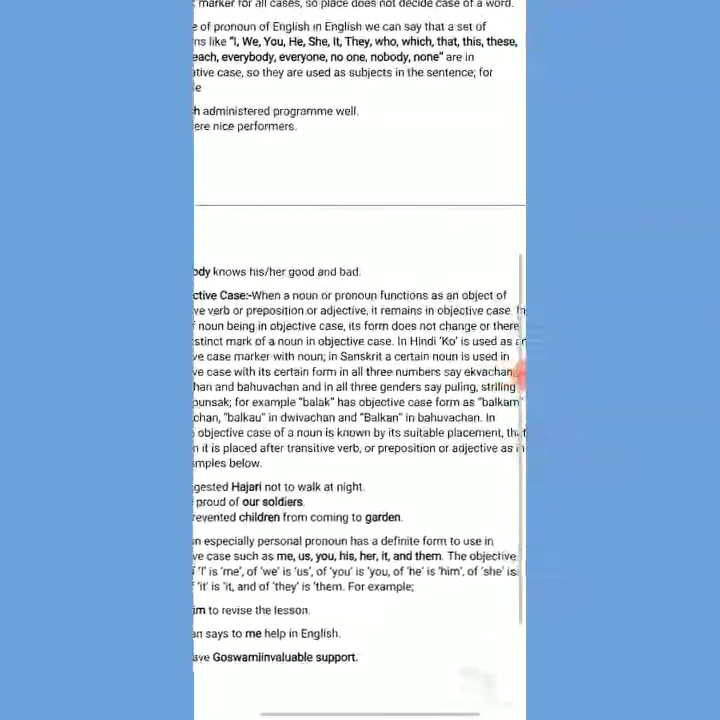 marker for all cases, so place does not decide case of a word.
e of pronoun of English in English we can say that a set of
ns like "I, We, You, He, She, It, They, who, which, that, this, these,
each, everybody, everyone, no one, nobody, none" are in
ative case, so they are used as subjects in the sentence; for
e
h administered programme well.
ere nice performers.
ody knows his/her good and bad.
ctive Case:-When a noun or pronoun functions as an object of
ve verb or preposition or adjective, it remains in objective case. In
f noun being in objective case, its form does not change or there
stinct mark of a noun in objective case. In Hindi 'Ko' is used as an
ve case marker with noun; in Sanskrit a certain noun is used in
ve case with its certain form in all three numbers say ekvachan,
han and bahuvachan and in all three genders say puling, striling
ounsak; for example "balak" has objective case form as "balkam"
chan, "balkau" in dwivachan and "Balkan" in bahuvachan. In
objective case of a noun is known by its suitable placement, that
n it is placed after transitive verb, or preposition or adjective as in
mples below.
gested Hajari not to walk at night.
proud of our soldiers.
revented children from coming to garden.
n especially personal pronoun has a definite form to use in
ve case such as me, us, you, his, her, it, and them. The objective
f 'I' is 'me', of 'we' is 'us', of 'you' is 'you, of 'he' is 'him', of 'she' is
f 'it' is 'it, and of 'they' is 'them. For example;
im to revise the lesson.
an says to me help in English.
ave Goswamiinvaluable support.